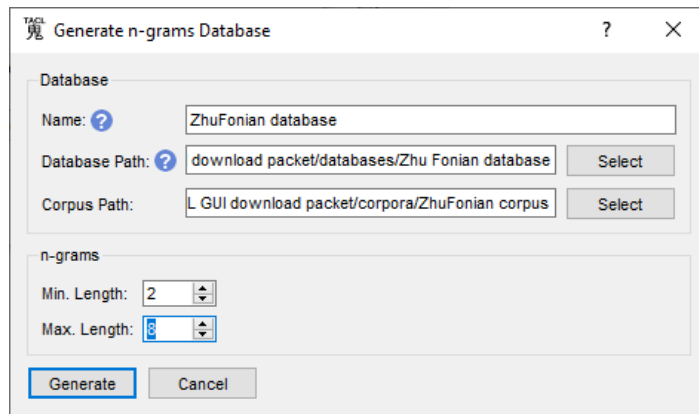 TACL
鬼 Generate n-grams Database ? ×
Database
Name: ? ZhuFonian database
Database Path: ? download packet/databases/Zhu Fonian database Select
Corpus Path: L GUI download packet/corpora/ZhuFonian corpus Select
n-grams
Min. Length: 2
Max. Length: 8
Generate Cancel